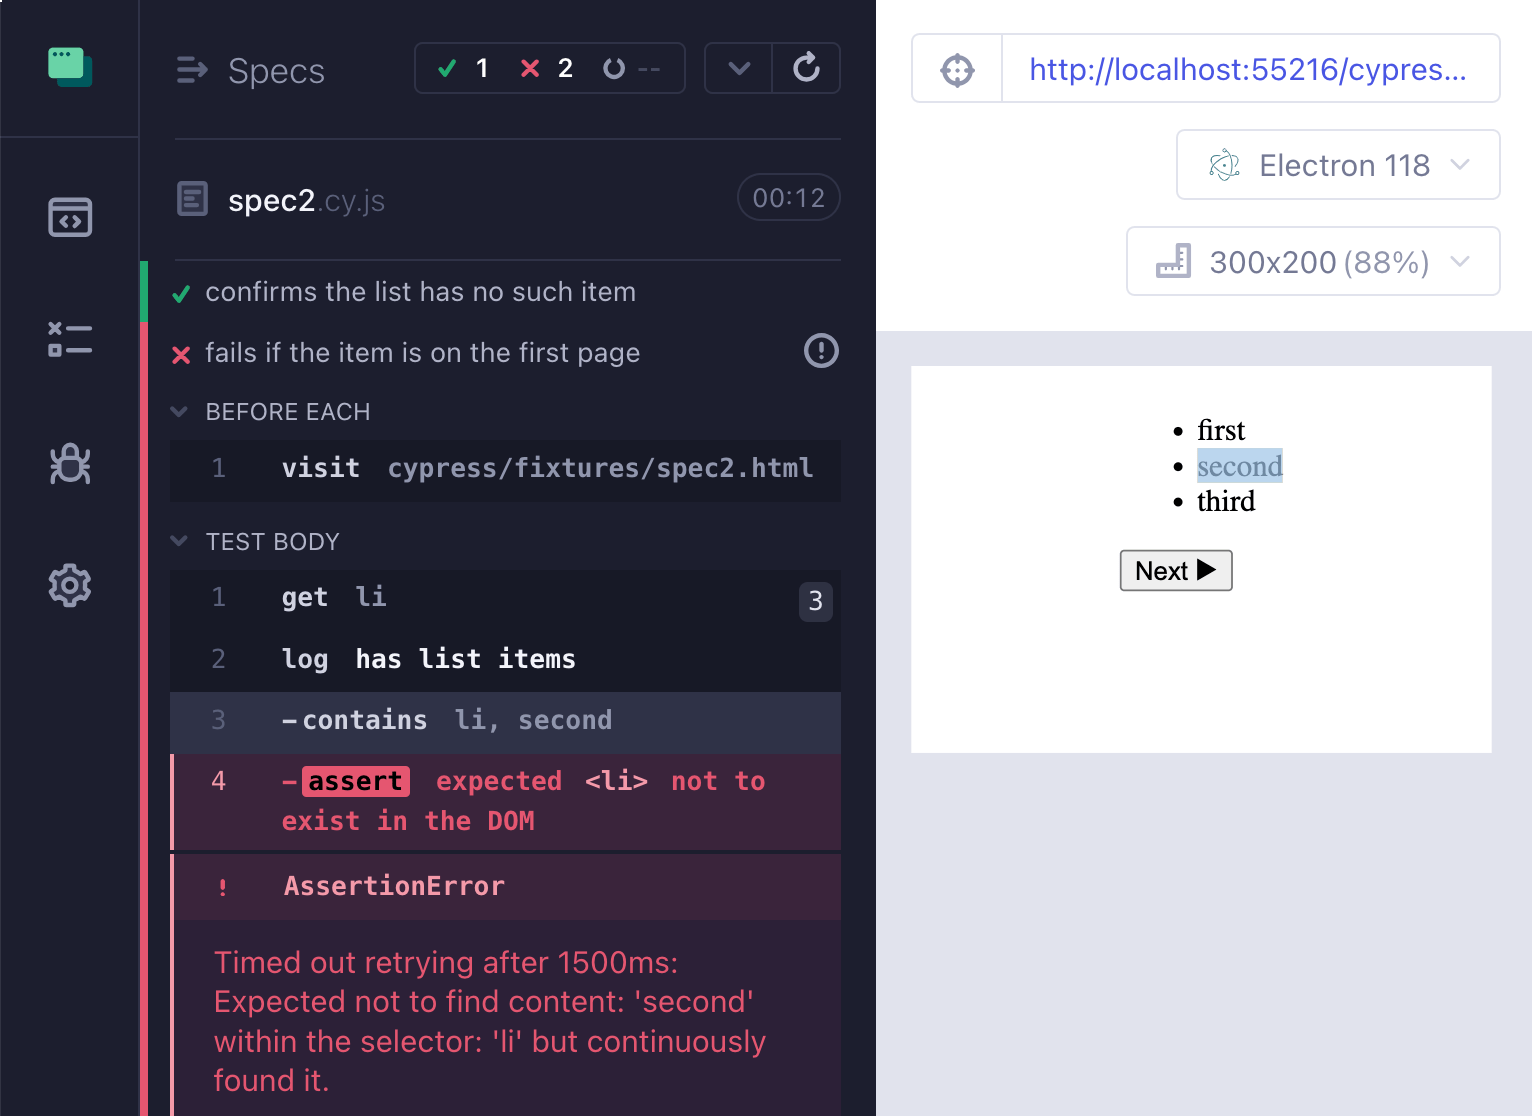 Specs
1 2 --
spec2.cy.js
00:12
confirms the list has no such item
fails if the item is on the first page
BEFORE EACH
1 visit cypress/fixtures/spec2.html
TEST BODY
1 get li 3
2 log has list items
3 -contains li, second
4 -assert expected <li> not to
exist in the DOM
! AssertionError
Timed out retrying after 1500ms:
Expected not to find content: 'second'
within the selector: 'li' but continuously
found it.
http://localhost:55216/cypres...
Electron 118
300x200 (88%)
• first
• second
• third
Next ▶